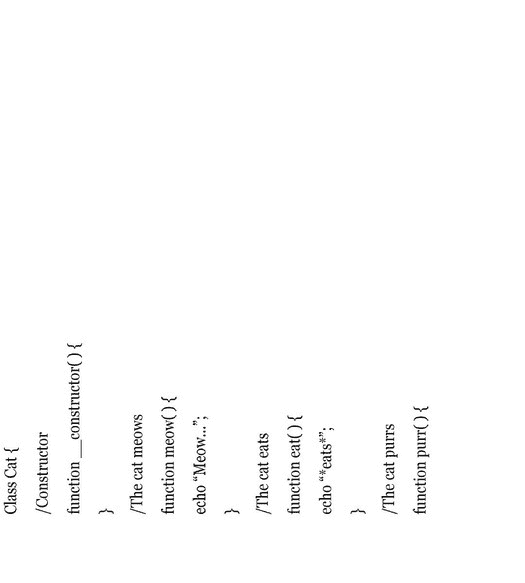 Class Cat {
/Constructor
function __constructor( ) {
}
/The cat meows
function meow( ) {
echo “Meow...”;
}
/The cat eats
function eat( ) {
echo “*eats*”;
}
/The cat purrs
function purr( ) {